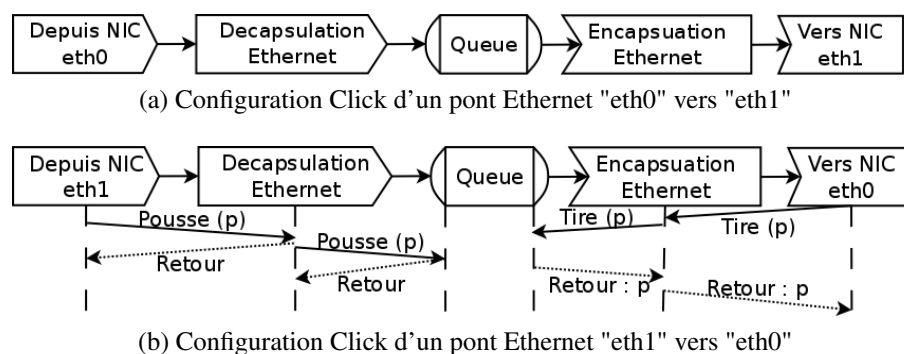 Depuis NIC
eth0
Decapsulation
Ethernet
Queue
Encapsuation
Ethernet
Vers NIC
eth1
(a) Configuration Click d'un pont Ethernet "eth0" vers "eth1"
Depuis NIC
eth1
Decapsulation
Ethernet
Queue
Encapsuation
Ethernet
Vers NIC
eth0
Pousse (p)
Tire (p)
Tire (p)
Retour
Pousse (p)
Retour
Retour : p
Retour : p
(b) Configuration Click d'un pont Ethernet "eth1" vers "eth0"